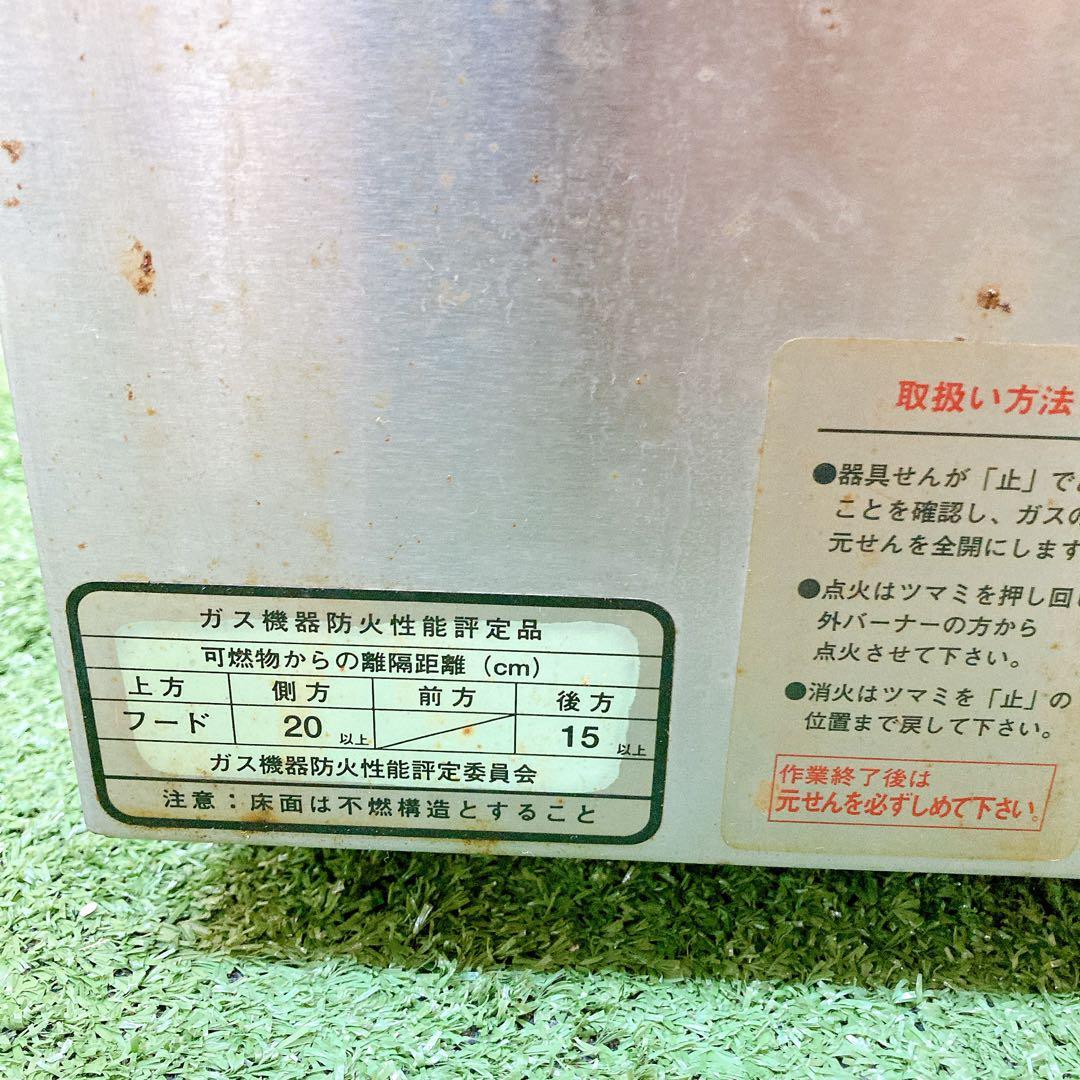 ガス機器防火性能評定品
可燃物からの離隔距離（cm）
上方 側方 前方 後方
フード 20 以上 15 以上
ガス機器防火性能評定委員会
注意：床面は不燃構造とすること
取扱い方法
●器具せんが「止」で
ことを確認し、ガスの
元せんを全開にします
●点火はツマミを押し回し
外バーナーの方から
点火させて下さい。
●消火はツマミを「止」の
位置まで戻して下さい。
作業終了後は
元せんを必ずしめて下さい。